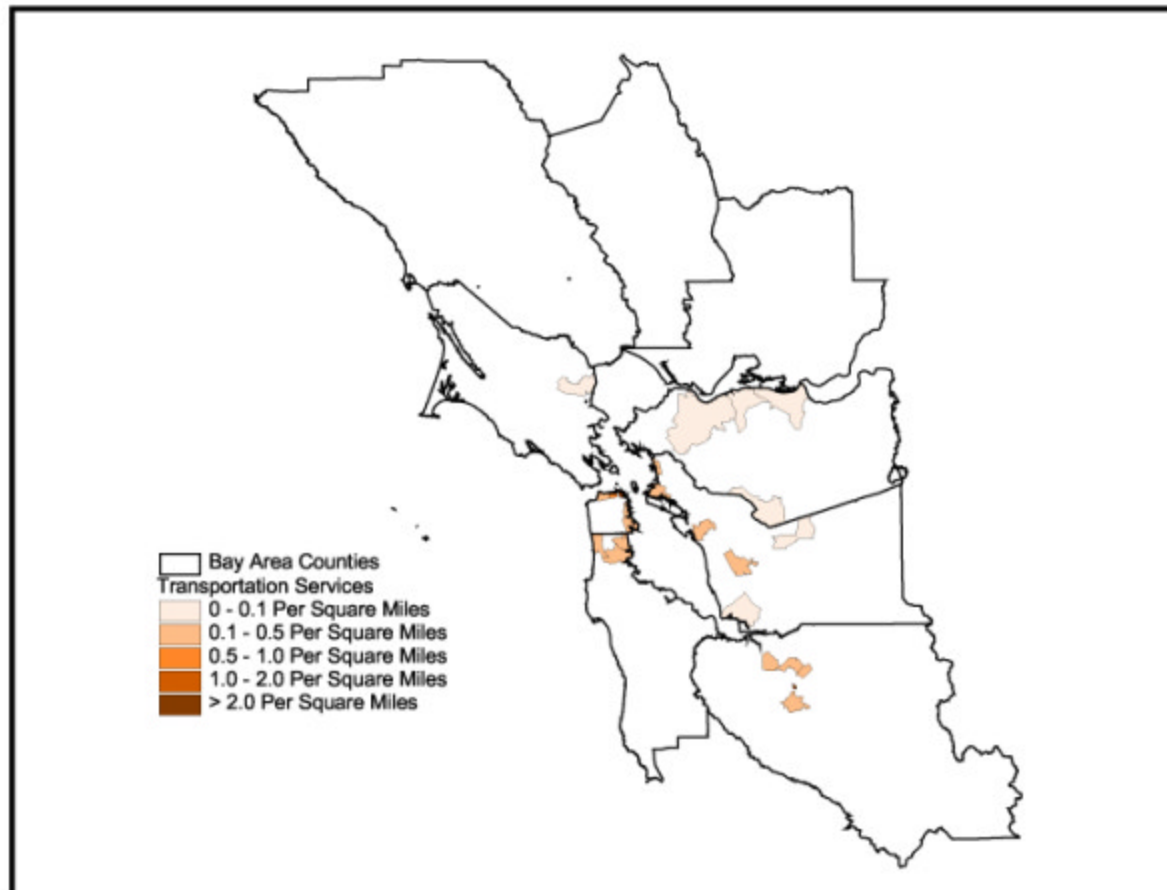 Bay Area Counties
Transportation Services
0 - 0.1 Per Square Miles
0.1 - 0.5 Per Square Miles
0.5 - 1.0 Per Square Miles
1.0 - 2.0 Per Square Miles
> 2.0 Per Square Miles